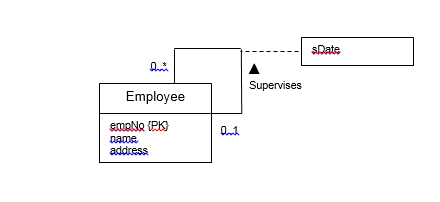 sDate
0..*
Supervises
Employee
empNo {PK}
name
address
0..1